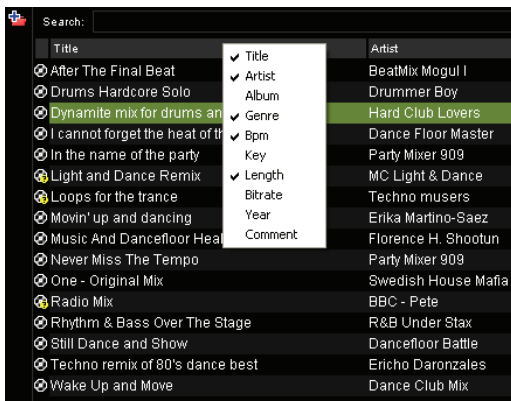 Search:
Title Artist
After The Final Beat BeatMix Mogul I
Drums Hardcore Solo Drummer Boy
Dynamite mix for drums an Hard Club Lovers
I cannot forget the heat of th Dance Floor Master
In the name of the party Party Mixer 909
Light and Dance Remix MC Light & Dance
Loops for the trance Techno musers
Movin' up and dancing Erika Martino-Saez
Music And Dancefloor Heal Florence H. Shootun
Never Miss The Tempo Party Mixer 909
One - Original Mix Swedish House Mafia
Radio Mix BBC - Pete
Rhythm & Bass Over The Stage R&B Under Stax
Still Dance and Show Dancefloor Battle
Techno remix of 80's dance best Ericho Daronzales
Wake Up and Move Dance Club Mix
Title
Artist
Album
Genre
Bpm
Key
Length
Bitrate
Year
Comment